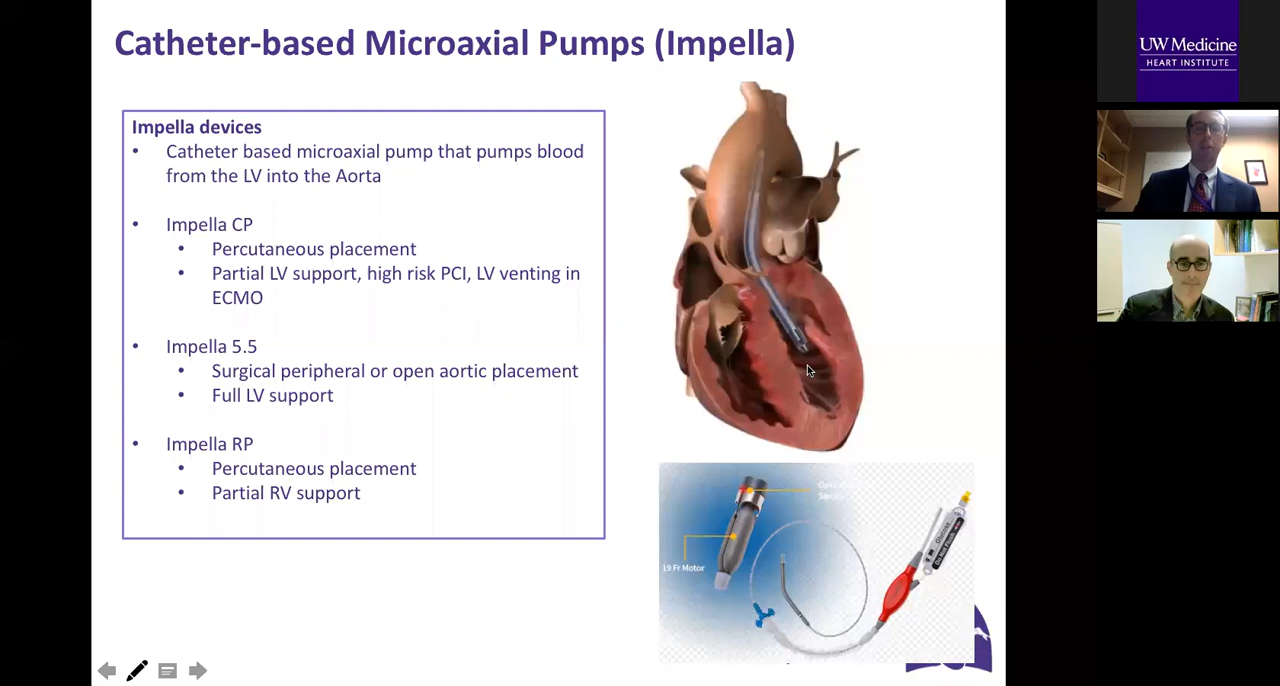 Catheter-based Microaxial Pumps (Impella)
Impella devices
• Catheter based microaxial pump that pumps blood
from the LV into the Aorta
• Impella CP
• Percutaneous placement
• Partial LV support, high risk PCI, LV venting in
ECMO
• Impella 5.5
• Surgical peripheral or open aortic placement
• Full LV support
• Impella RP
• Percutaneous placement
• Partial RV support
19 Fr Motor
Do Not Flush
UW Medicine
HEART INSTITUTE